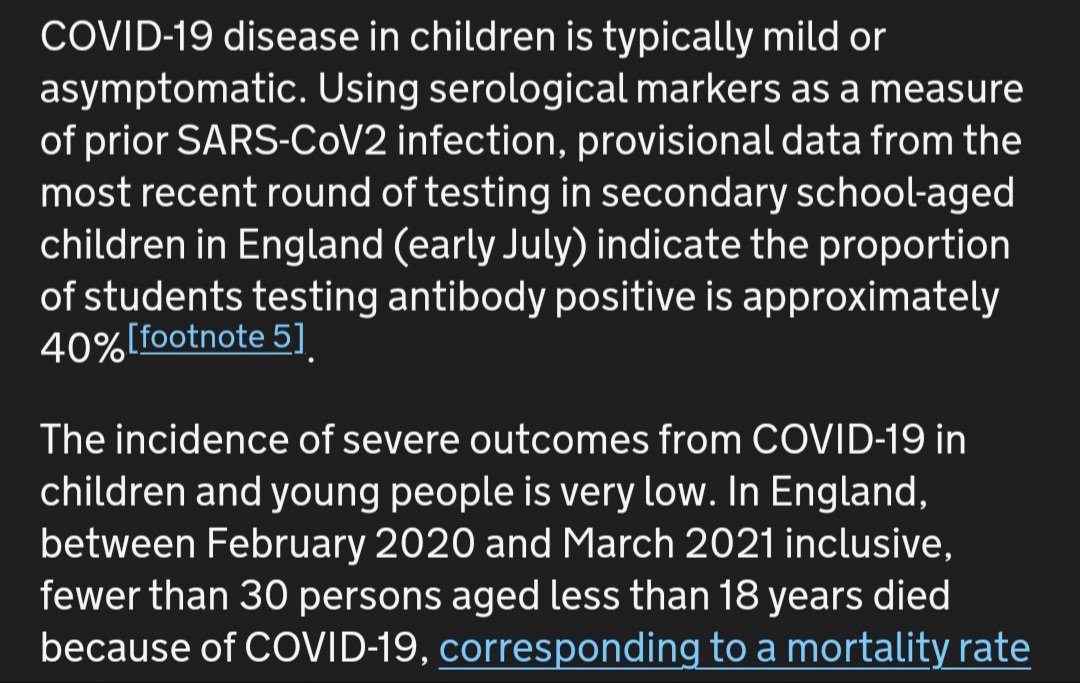 COVID-19 disease in children is typically mild or
asymptomatic. Using serological markers as a measure
of prior SARS-CoV2 infection, provisional data from the
most recent round of testing in secondary school-aged
children in England (early July) indicate the proportion
of students testing antibody positive is approximately
40%[footnote 5].
The incidence of severe outcomes from COVID-19 in
children and young people is very low. In England,
between February 2020 and March 2021 inclusive,
fewer than 30 persons aged less than 18 years died
because of COVID-19, corresponding to a mortality rate